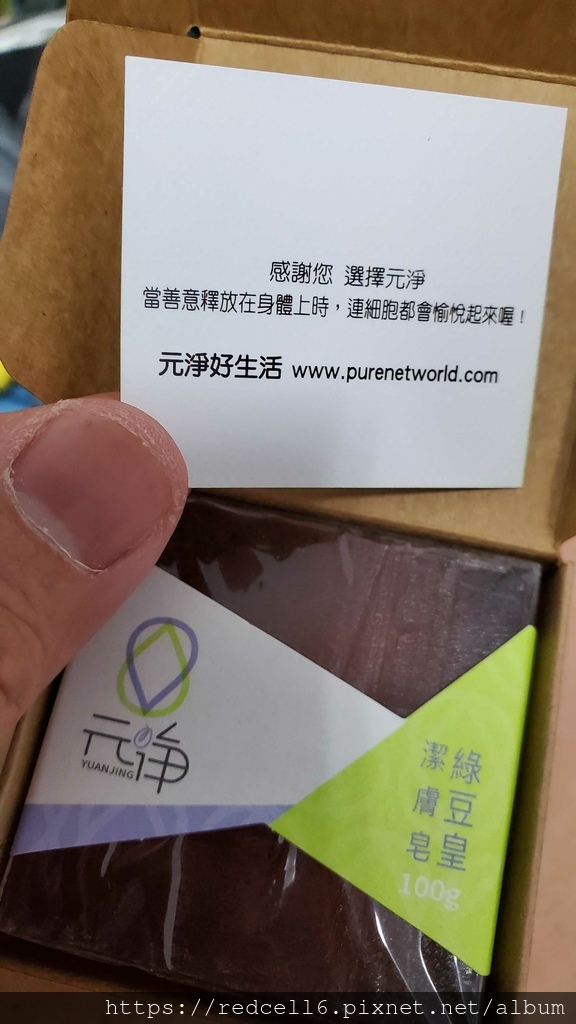 感謝您 選擇元淨
當善意釋放在身體上時，連細胞都會愉悅起來喔！
元淨好生活 www.purenetworld.com
元淨
YUANJING
綠豆皇
潔膚皂
100g
https://redcell6.pixnet.net/album